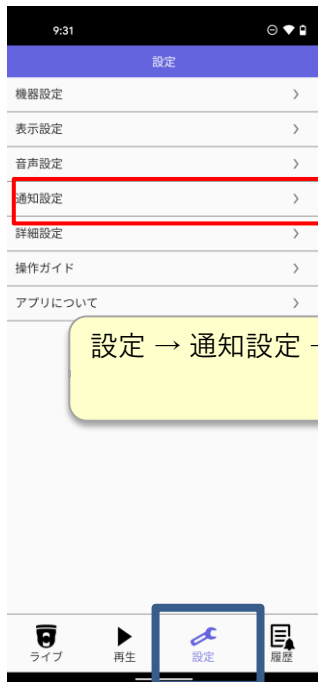 9:31
設定
機器設定
表示設定
音声設定
通知設定
詳細設定
操作ガイド
アプリについて
設定 → 通知設定 →
ライブ 再生 設定 履歴